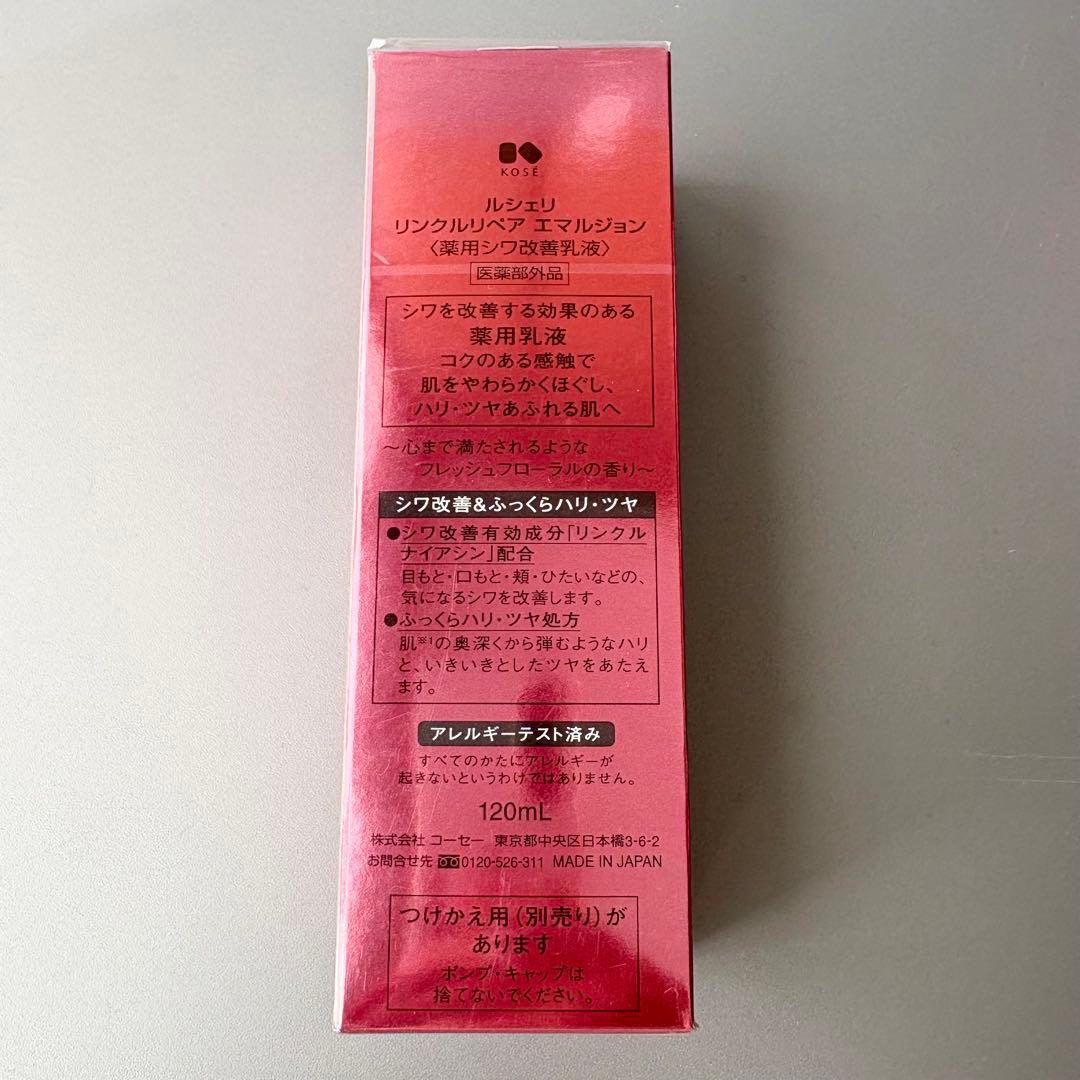 KOSÉ
ルシェリ
リンクルリペア エマルジョン
〈薬用シワ改善乳液〉
医薬部外品
シワを改善する効果のある
薬用乳液
コクのある感触で
肌をやわらかくほぐし、
ハリ・ツヤあふれる肌へ
～心まで満たされるような
フレッシュフローラルの香り～
シワ改善&ふっくらハリ・ツヤ
●シワ改善有効成分「リンクル
ナイアシン」配合
目もと・口もと・頬・ひたいなどの、
気になるシワを改善します。
●ふっくらハリ・ツヤ処方
肌※1の奥深くから弾むようなハリ
と、いきいきとしたツヤをあたえ
ます。
アレルギーテスト済み
すべてのかたにアレルギーが
起きないというわけではありません。
120mL
株式会社 コーセー 東京都中央区日本橋3-6-2
お問合せ先 0120-526-311 MADE IN JAPAN
つけかえ用(別売り)が
あります
ポンプ・キャップは
捨てないでください。